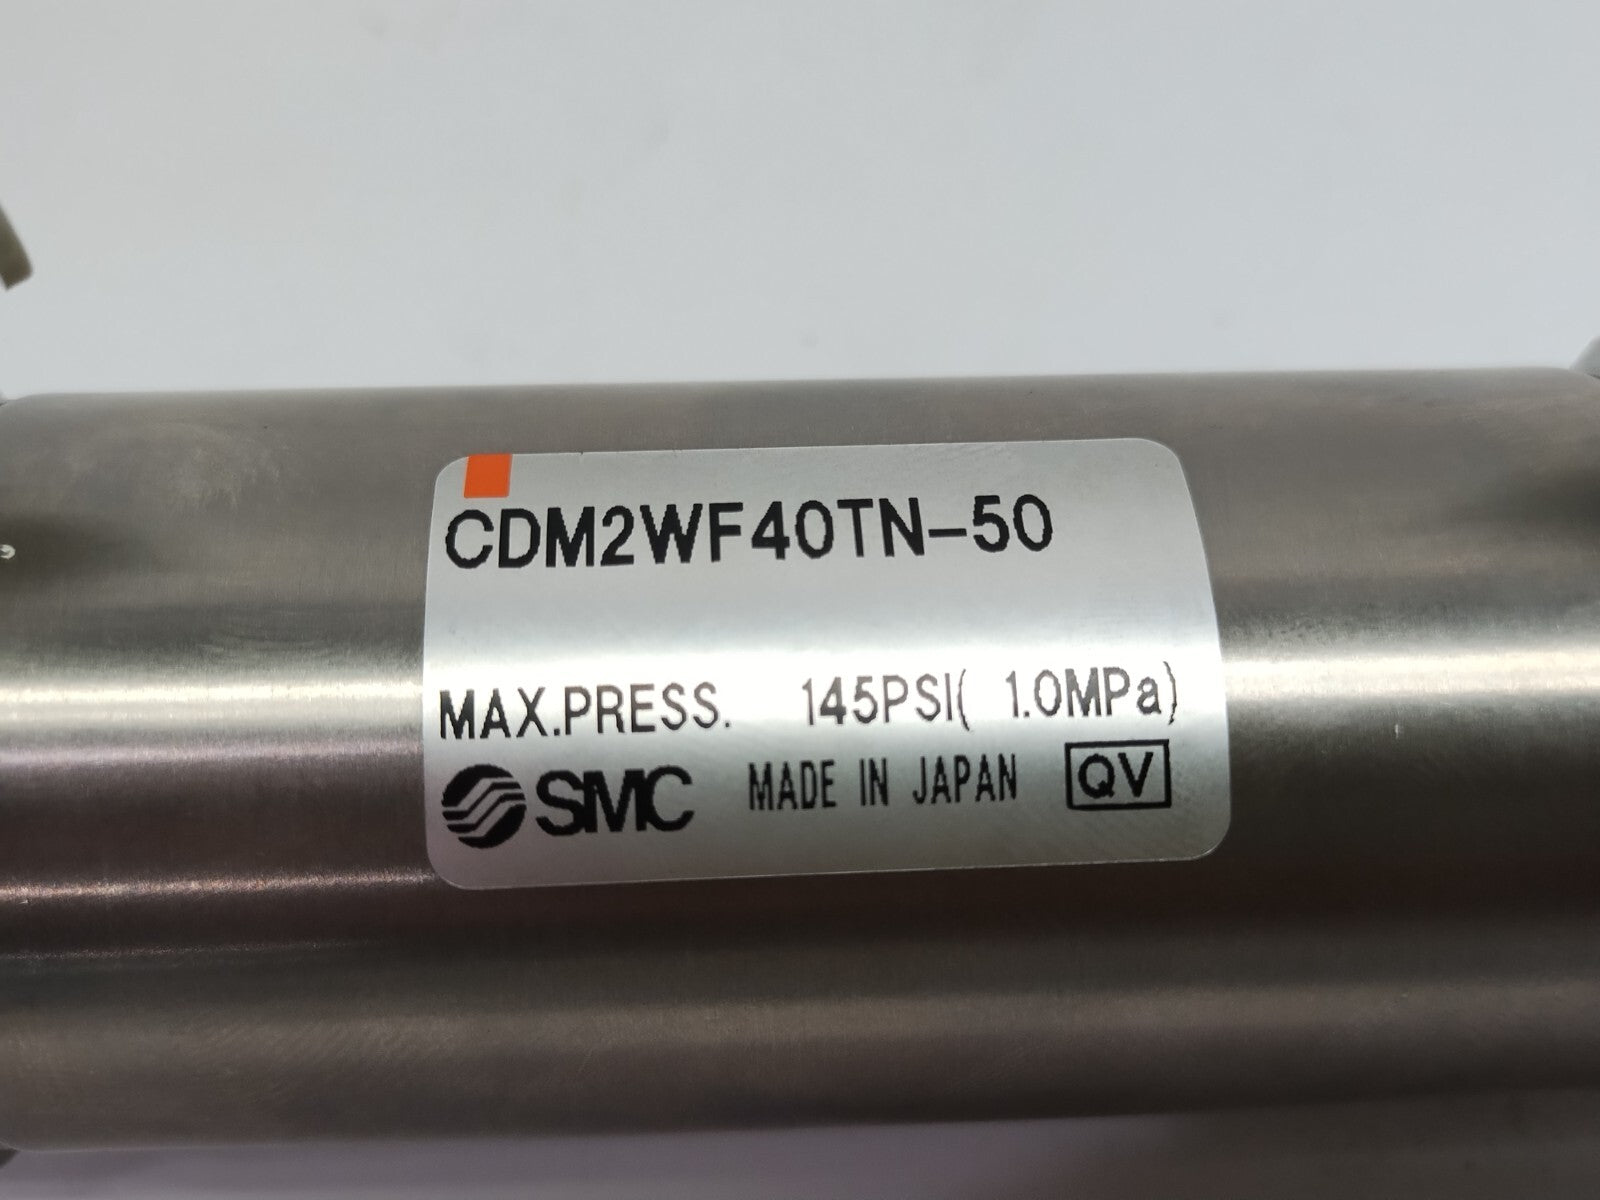 CDM2WF40TN-50
MAX.PRESS. 145PSI( 1.0MPa)
SMC MADE IN JAPAN QV